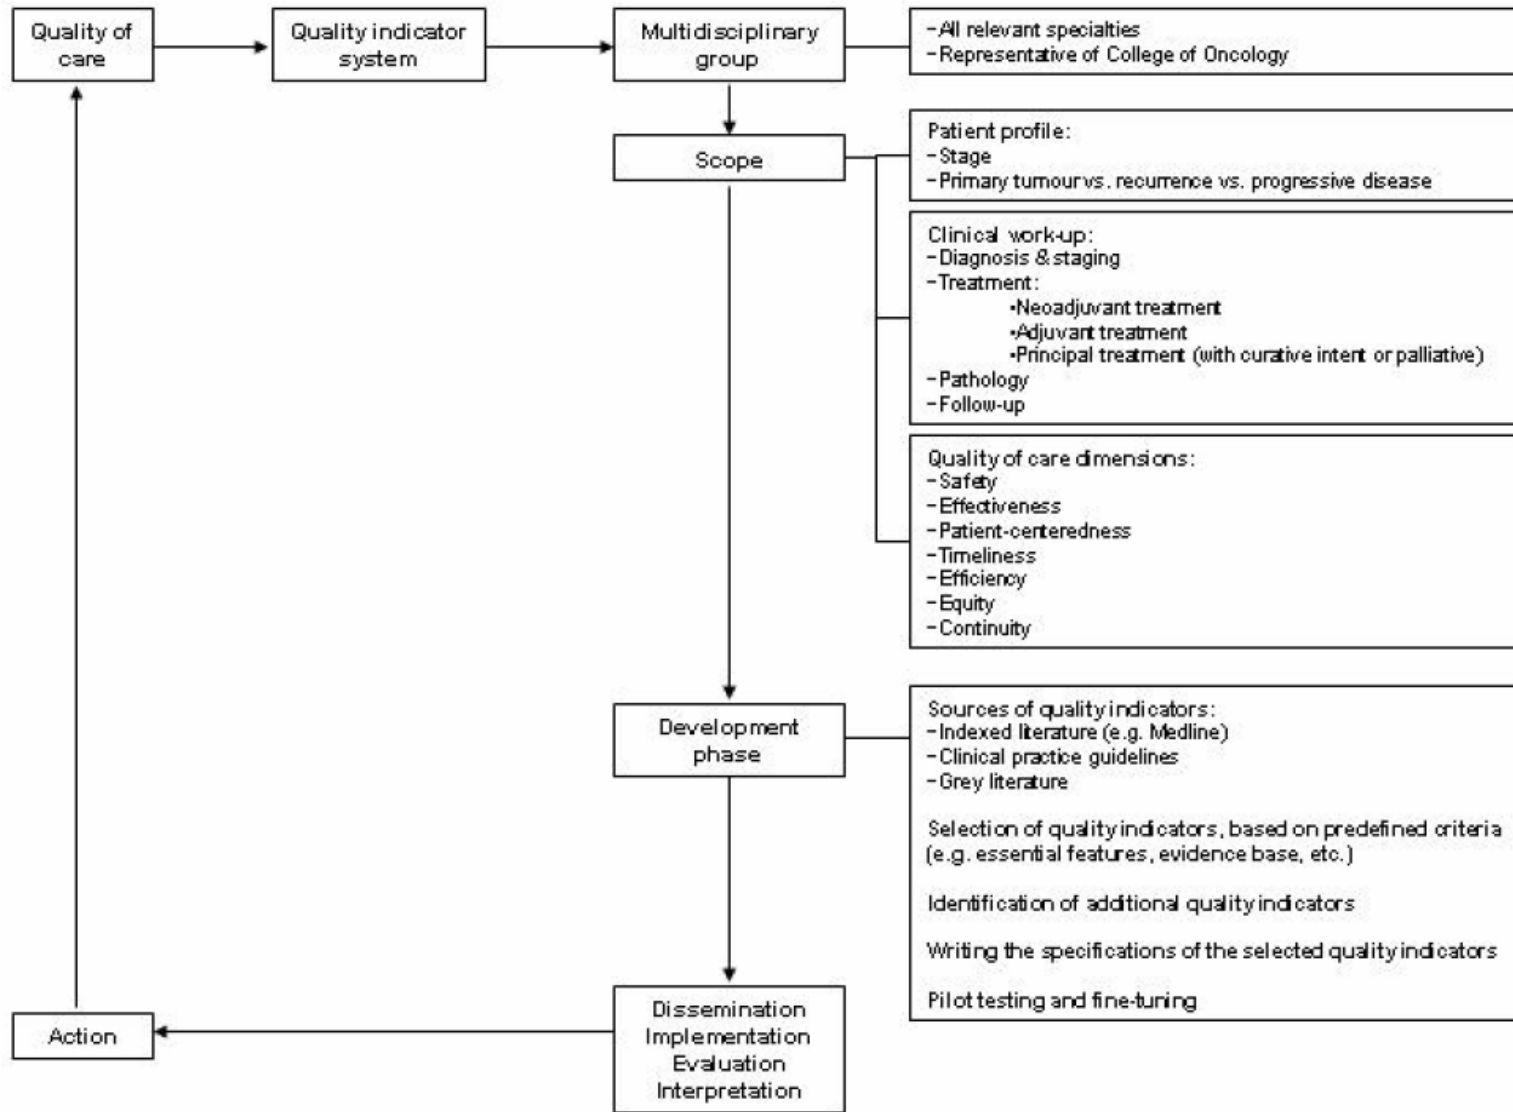 Quality of
care
Quality indicator
system
Multidisciplinary
group
-All relevant specialties
-Representative of College of Oncology
Scope
Patient profile:
-Stage
-Primary tumour vs. recurrence vs. progressive disease
Clinical work-up:
-Diagnosis & staging
-Treatment:
•Neoadjuvant treatment
•Adjuvant treatment
•Principal treatment (with curative intent or palliative)
-Pathology
-Follow-up
Quality of care dimensions:
-Safety
-Effectiveness
-Patient-centeredness
-Timeliness
-Efficiency
-Equity
-Continuity
Development
phase
Sources of quality indicators:
-Indexed literature (e.g. Medline)
-Clinical practice guidelines
-Grey literature
Selection of quality indicators, based on predefined criteria
(e.g. essential features, evidence base, etc.)
Identification of additional quality indicators
Writing the specifications of the selected quality indicators
Pilot testing and fine-tuning
Dissemination
Implementation
Evaluation
Interpretation
Action